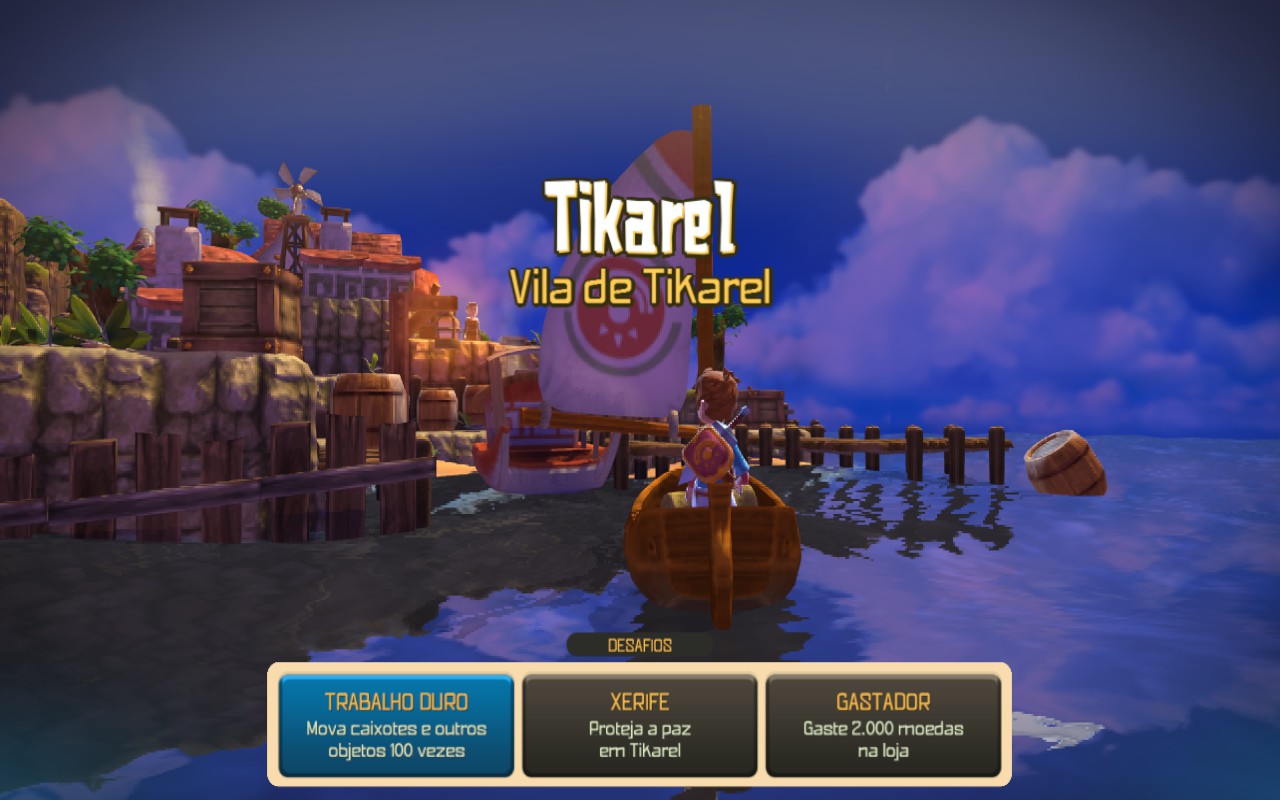 Tikarel
Vila de Tikarel
DESAFIOS
TRABALHO DURO
Mova caixotes e outros
objetos 100 vezes
XERIFE
Proteja a paz
em Tikarel
GASTADOR
Gaste 2.000 moedas
na loja